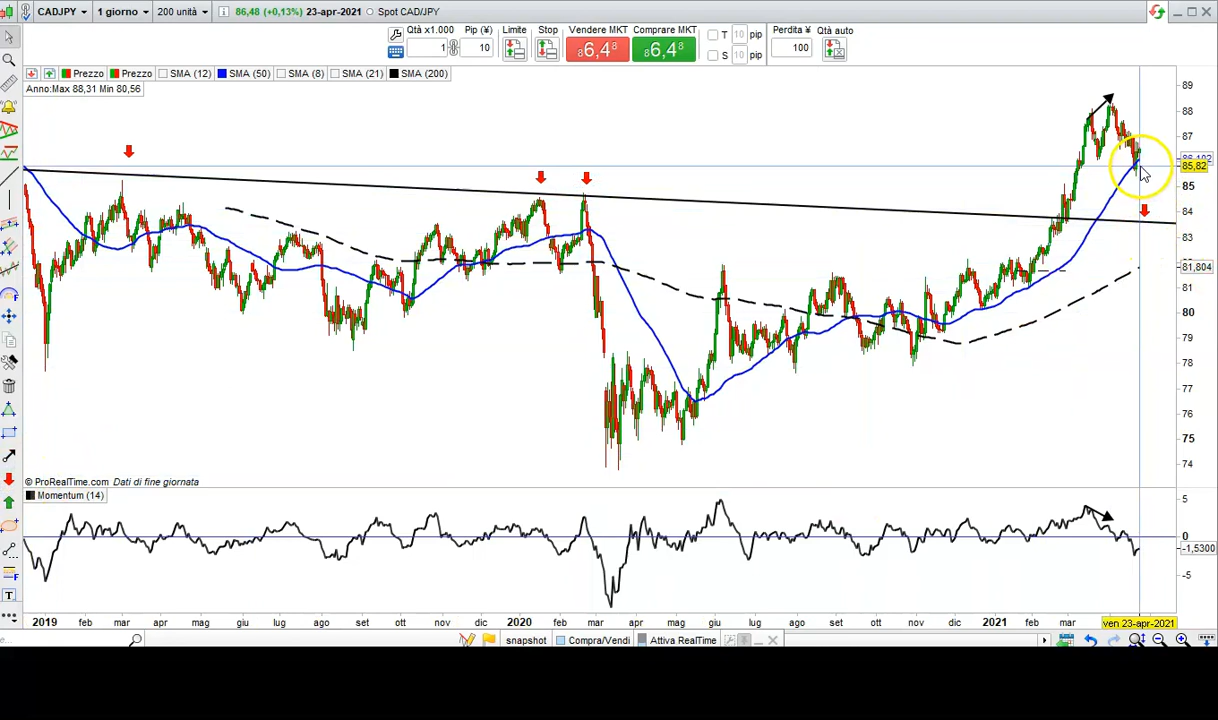 CADJPY 1 giorno 200 unità 86,48 (+0,13%) 23-apr-2021 Spot CAD/JPY
Qtà x1.000 Pip (¥) Limite Stop Vendere MKT Comprare MKT T 10 pip Perdita ¥ Qtà auto
1 10 86,4⁸ 86,4⁸ S 10 pip 100
Prezzo Prezzo SMA (12) SMA (50) SMA (8) SMA (21) SMA (200)
Anno:Max 88,31 Min 80,56
89
88
87
85,82
85
84
83
81,804
81
80
79
78
77
76
75
74
© ProRealTime.com Dati di fine giornata
Momentum (14)
5
0
-1,5300
-5
2019 feb mar apr mag giu lug ago set ott nov dic 2020 feb mar apr mag giu lug ago set ott nov dic 2021 feb mar ven 23-apr-2021
snapshot Compra/Vendi Attiva RealTime